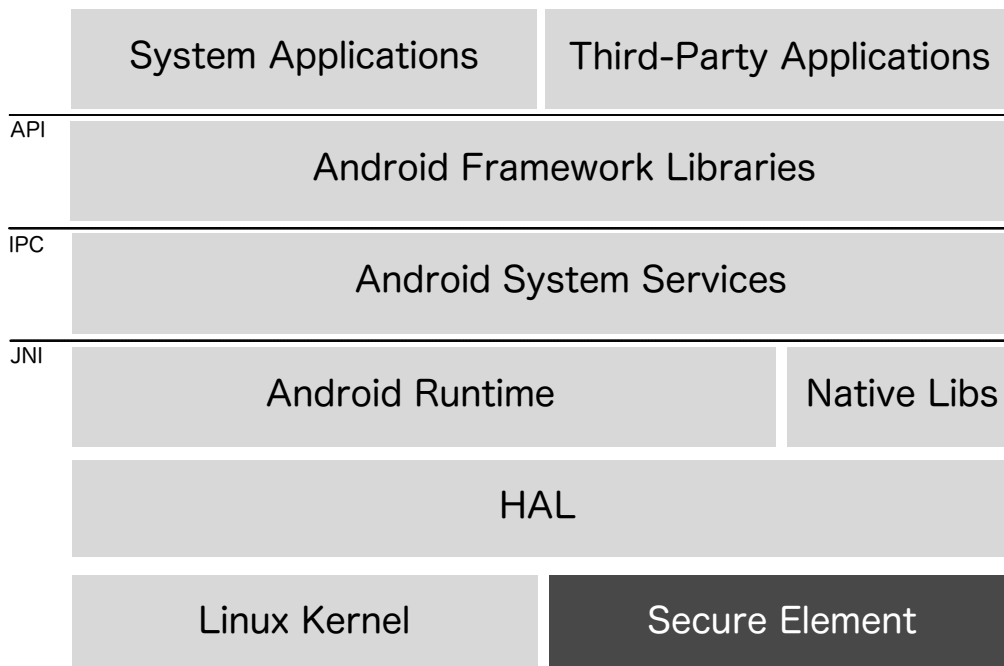 System Applications
Third-Party Applications
API
Android Framework Libraries
IPC
Android System Services
JNI
Android Runtime
Native Libs
HAL
Linux Kernel
Secure Element